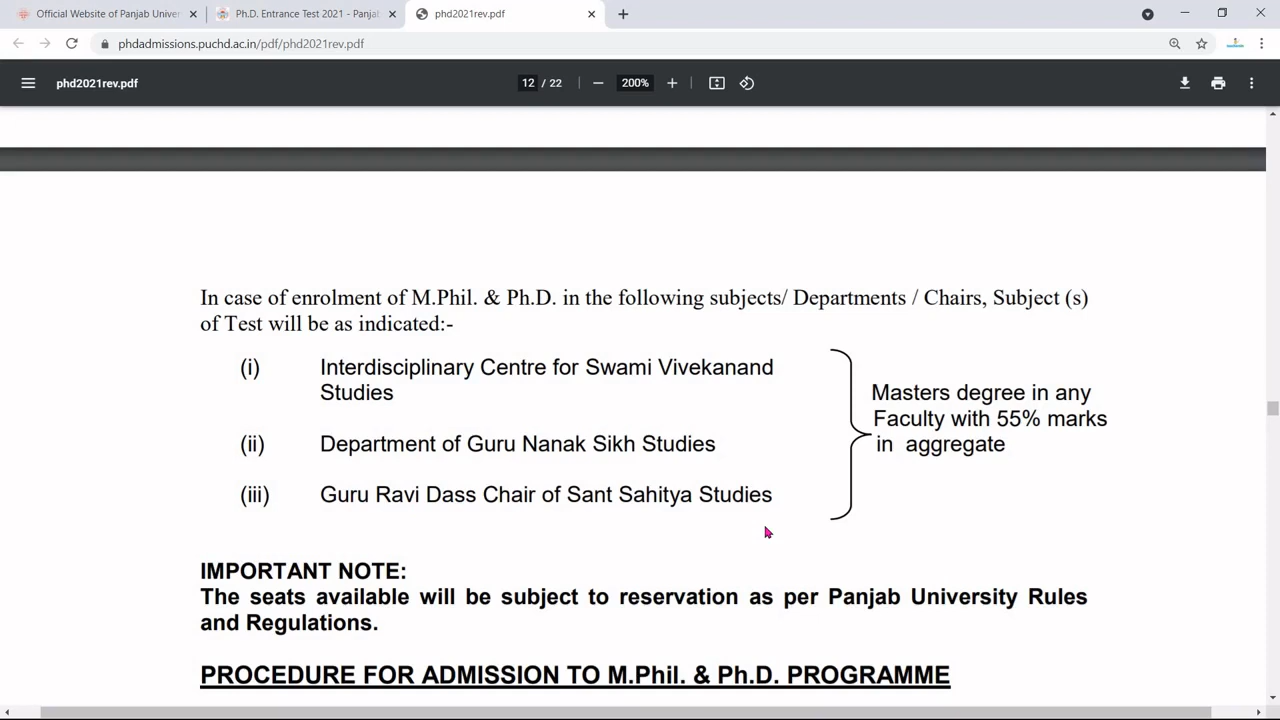 Official Website of Panjab Univer
Ph.D. Entrance Test 2021 - Panjab
phd2021rev.pdf
phdadmissions.puchd.ac.in/pdf/phd2021rev.pdf
phd2021rev.pdf
12 / 22
200%
In case of enrolment of M.Phil. & Ph.D. in the following subjects/ Departments / Chairs, Subject (s)
of Test will be as indicated:-
(i) Interdisciplinary Centre for Swami Vivekanand
Studies
(ii) Department of Guru Nanak Sikh Studies
(iii) Guru Ravi Dass Chair of Sant Sahitya Studies
Masters degree in any
Faculty with 55% marks
in aggregate
IMPORTANT NOTE:
The seats available will be subject to reservation as per Panjab University Rules
and Regulations.
PROCEDURE FOR ADMISSION TO M.Phil. & Ph.D. PROGRAMME